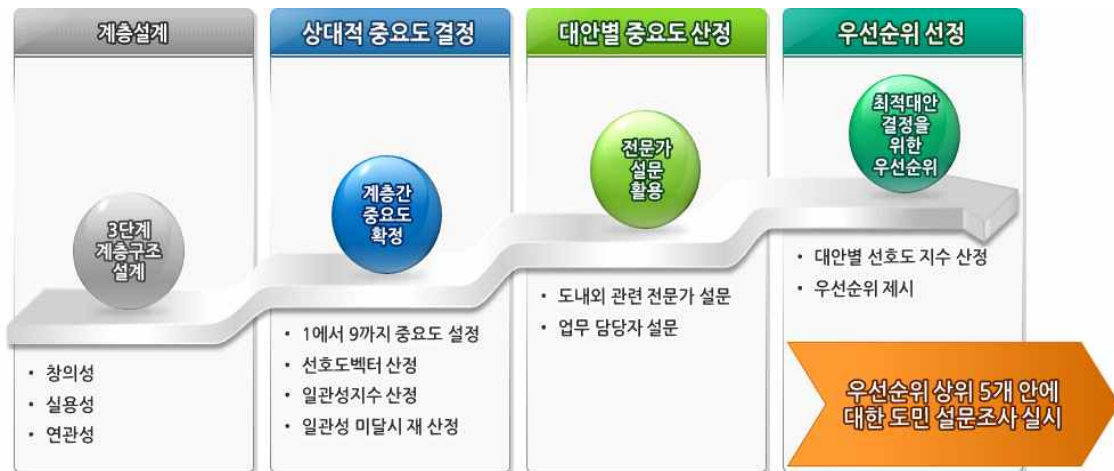 계층설계
3단계
계층구조
설계
• 창의성
• 실용성
• 연관성
상대적 중요도 결정
계층간
중요도
확정
• 1에서 9까지 중요도 설정
• 선호도벡터 산정
• 일관성지수 산정
• 일관성 미달시 재 산정
대안별 중요도 산정
전문가
설문
활용
• 도내외 관련 전문가 설문
• 업무 담당자 설문
우선순위 선정
최적대안
결정을
위한
우선순위
• 대안별 선호도 지수 산정
• 우선순위 제시
우선순위 상위 5개 안에
대한 도민 설문조사 실시